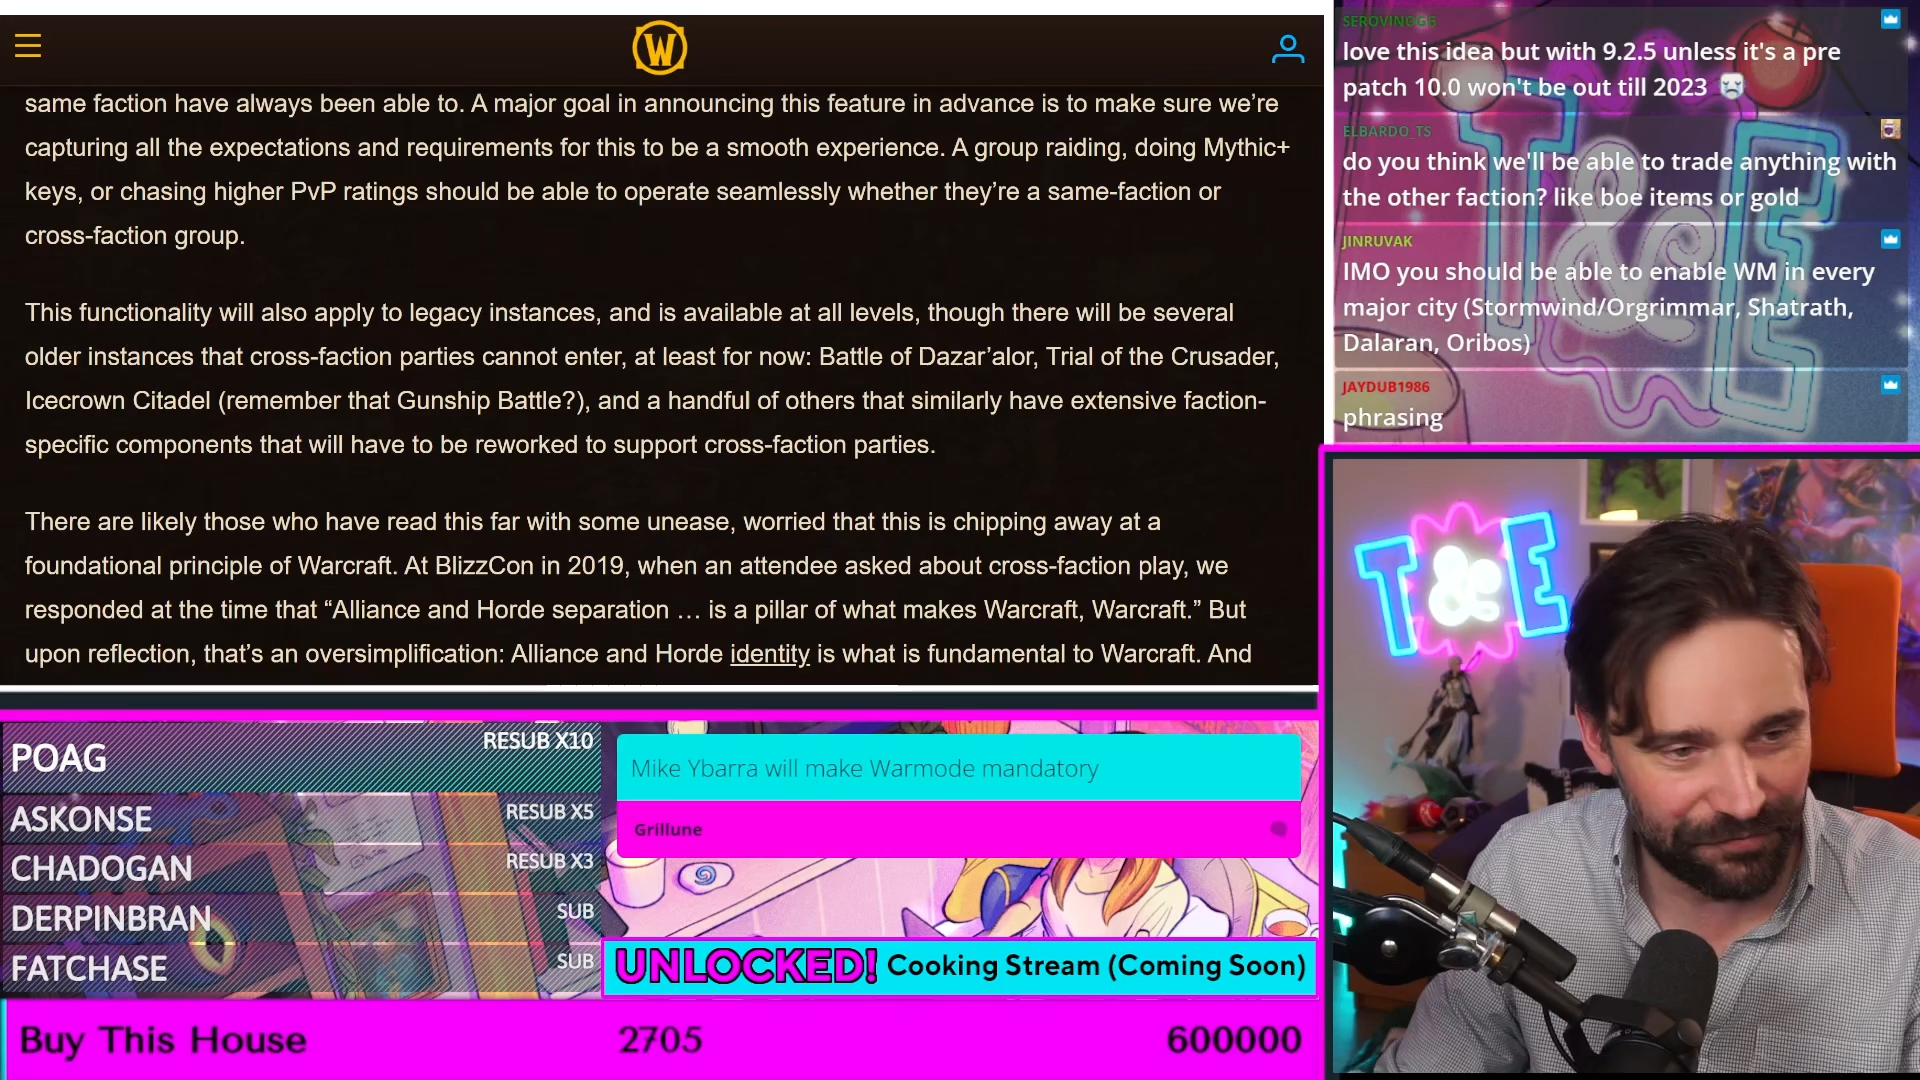 W
same faction have always been able to. A major goal in announcing this feature in advance is to make sure we’re
capturing all the expectations and requirements for this to be a smooth experience. A group raiding, doing Mythic+
keys, or chasing higher PvP ratings should be able to operate seamlessly whether they’re a same-faction or
cross-faction group.
This functionality will also apply to legacy instances, and is available at all levels, though there will be several
older instances that cross-faction parties cannot enter, at least for now: Battle of Dazar’alor, Trial of the Crusader,
Icecrown Citadel (remember that Gunship Battle?), and a handful of others that similarly have extensive faction-
specific components that will have to be reworked to support cross-faction parties.
There are likely those who have read this far with some unease, worried that this is chipping away at a
foundational principle of Warcraft. At BlizzCon in 2019, when an attendee asked about cross-faction play, we
responded at the time that “Alliance and Horde separation … is a pillar of what makes Warcraft, Warcraft.” But
upon reflection, that’s an oversimplification: Alliance and Horde identity is what is fundamental to Warcraft. And
SEROVINOGG
love this idea but with 9.2.5 unless it's a pre
patch 10.0 won't be out till 2023
ELBARDO_TS
do you think we'll be able to trade anything with
the other faction? like boe items or gold
JINRUVAK
IMO you should be able to enable WM in every
major city (Stormwind/Orgrimmar, Shatrath,
Dalaran, Oribos)
JAYDUB1986
phrasing
T&E
T&E
POAG RESUB X10
ASKONSE RESUB X5
CHADOGAN RESUB X3
DERPINBRAN SUB
FATCHASE SUB
Mike Ybarra will make Warmode mandatory
Grillune
UNLOCKED! Cooking Stream (Coming Soon)
Buy This House 2705 600000